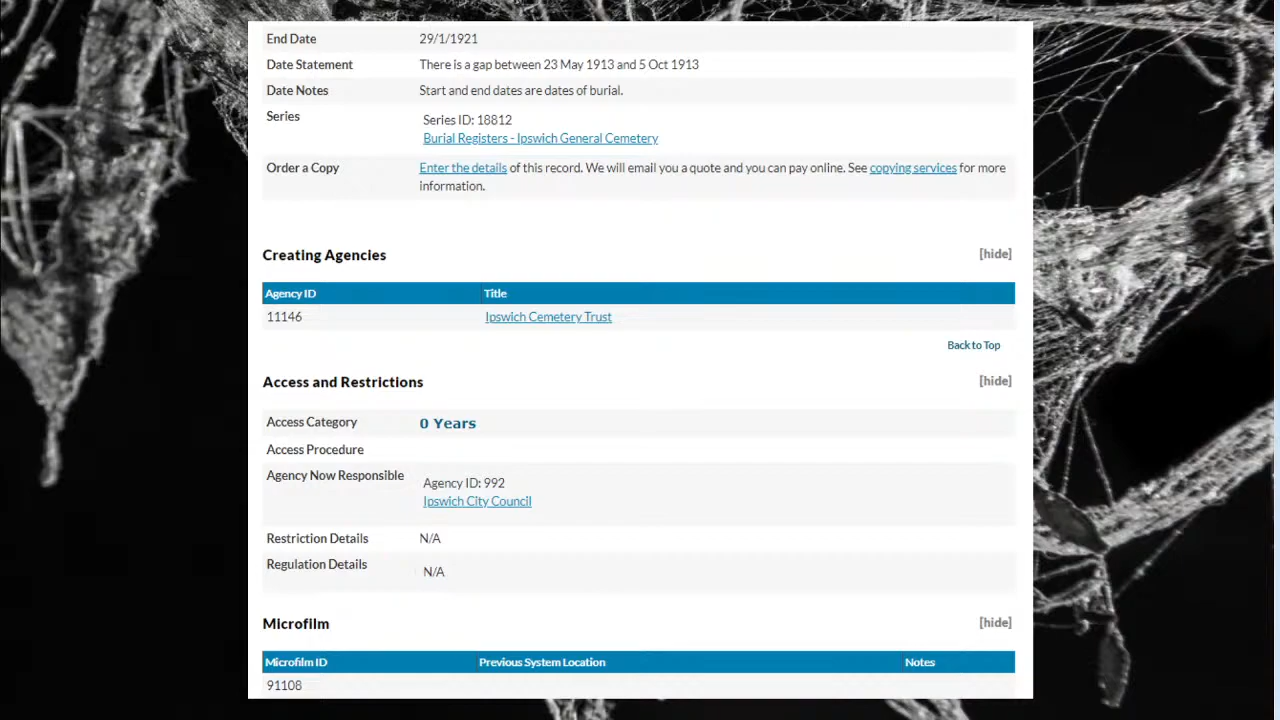 End Date 29/1/1921
Date Statement There is a gap between 23 May 1913 and 5 Oct 1913
Date Notes Start and end dates are dates of burial.
Series Series ID: 18812
Burial Registers - Ipswich General Cemetery
Order a Copy Enter the details of this record. We will email you a quote and you can pay online. See copying services for more
information.
Creating Agencies [hide]
Agency ID Title
11146 Ipswich Cemetery Trust
Back to Top
Access and Restrictions [hide]
Access Category 0 Years
Access Procedure
Agency Now Responsible Agency ID: 992
Ipswich City Council
Restriction Details N/A
Regulation Details N/A
Microfilm [hide]
Microfilm ID Previous System Location Notes
91108